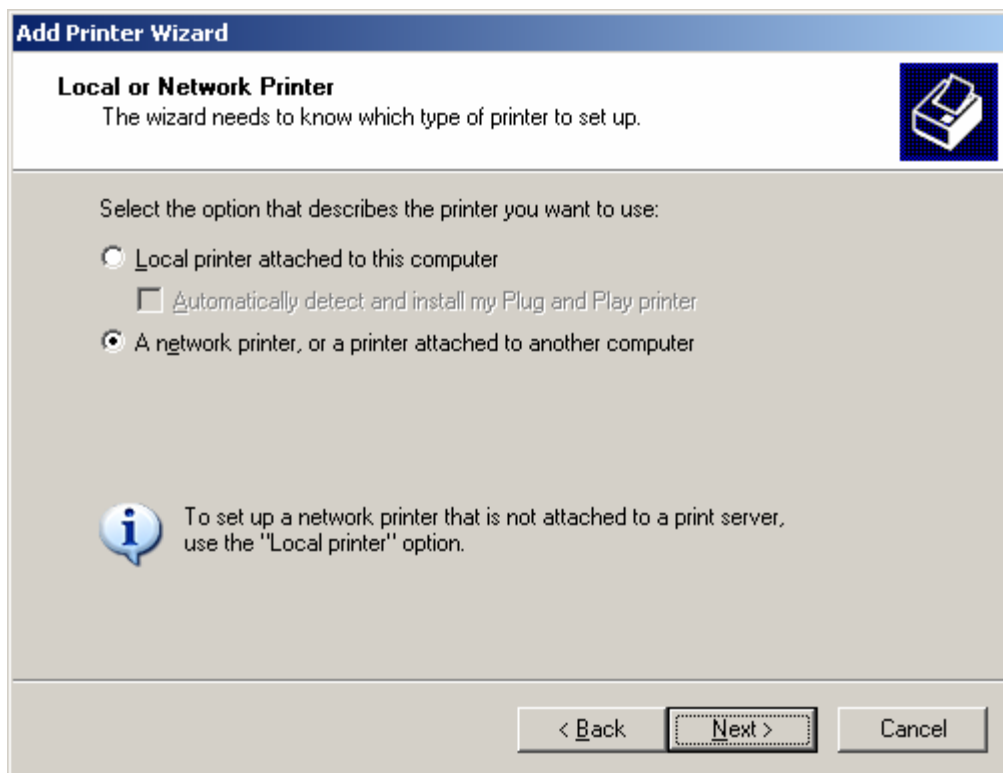 Add Printer Wizard
Local or Network Printer
The wizard needs to know which type of printer to set up.
Select the option that describes the printer you want to use:
Local printer attached to this computer
Automatically detect and install my Plug and Play printer
A network printer, or a printer attached to another computer
To set up a network printer that is not attached to a print server,
use the "Local printer" option.
< Back Next > Cancel